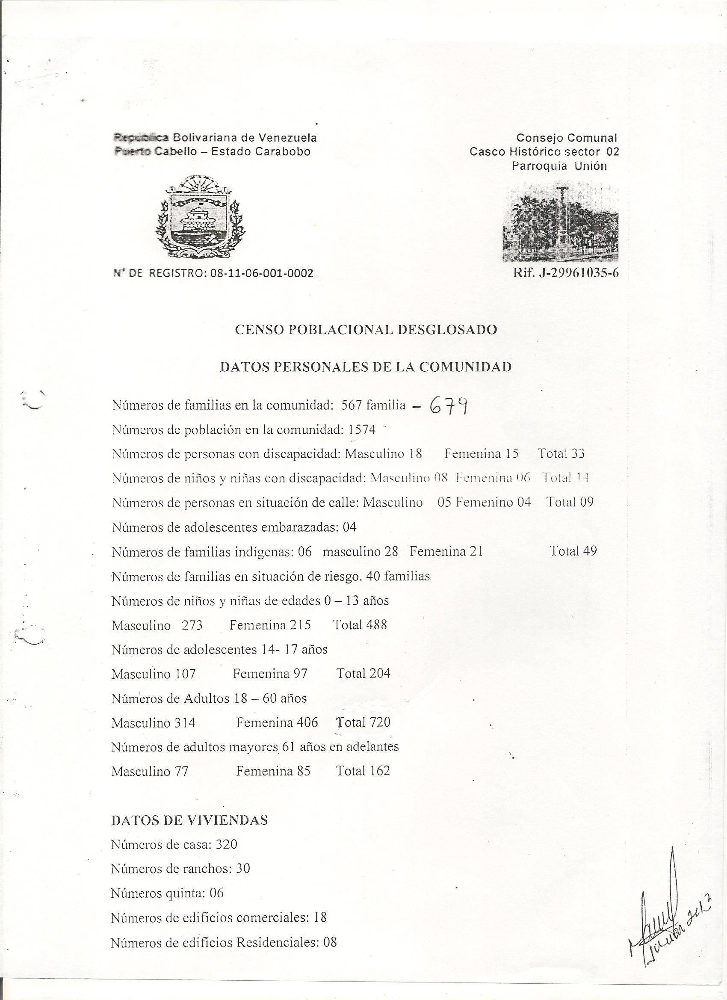 República Bolivariana de Venezuela
Puerto Cabello – Estado Carabobo
Consejo Comunal
Casco Histórico sector 02
Parroquia Unión
N° DE REGISTRO: 08-11-06-001-0002
Rif. J-29961035-6
CENSO POBLACIONAL DESGLOSADO
DATOS PERSONALES DE LA COMUNIDAD
Números de familias en la comunidad: 567 familia – 679
Números de población en la comunidad: 1574
Números de personas con discapacidad: Masculino 18 Femenina 15 Total 33
Números de niños y niñas con discapacidad: Masculino 08 Femenina 06 Total 14
Números de personas en situación de calle: Masculino 05 Femenino 04 Total 09
Números de adolescentes embarazadas: 04
Números de familias indígenas: 06 masculino 28 Femenina 21 Total 49
Números de familias en situación de riesgo. 40 familias
Números de niños y niñas de edades 0 – 13 años
Masculino 273 Femenina 215 Total 488
Números de adolescentes 14- 17 años
Masculino 107 Femenina 97 Total 204
Números de Adultos 18 – 60 años
Masculino 314 Femenina 406 Total 720
Números de adultos mayores 61 años en adelantes
Masculino 77 Femenina 85 Total 162
DATOS DE VIVIENDAS
Números de casa: 320
Números de ranchos: 30
Números quinta: 06
Números de edificios comerciales: 18
Números de edificios Residenciales: 08